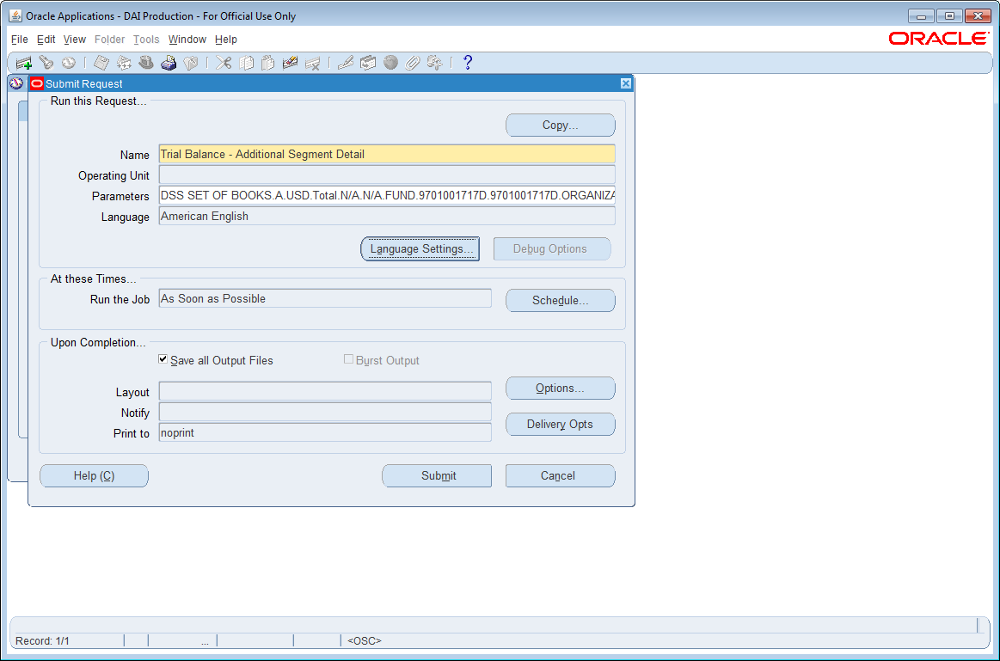 Oracle Applications - DAI Production - For Official Use Only
File Edit View Folder Tools Window Help
ORACLE
Submit Request
Run this Request...
Copy...
Name Trial Balance - Additional Segment Detail
Operating Unit
Parameters DSS SET OF BOOKS.A.USD.Total.N/A.N/A.FUND.9701001717D.9701001717D.ORGANIZA
Language American English
Language Settings... Debug Options
At these Times...
Run the Job As Soon as Possible Schedule...
Upon Completion...
Save all Output Files Burst Output
Layout Options...
Notify
Delivery Opts
Print to noprint
Help (C) Submit Cancel
Record: 1/1 ... <OSC>